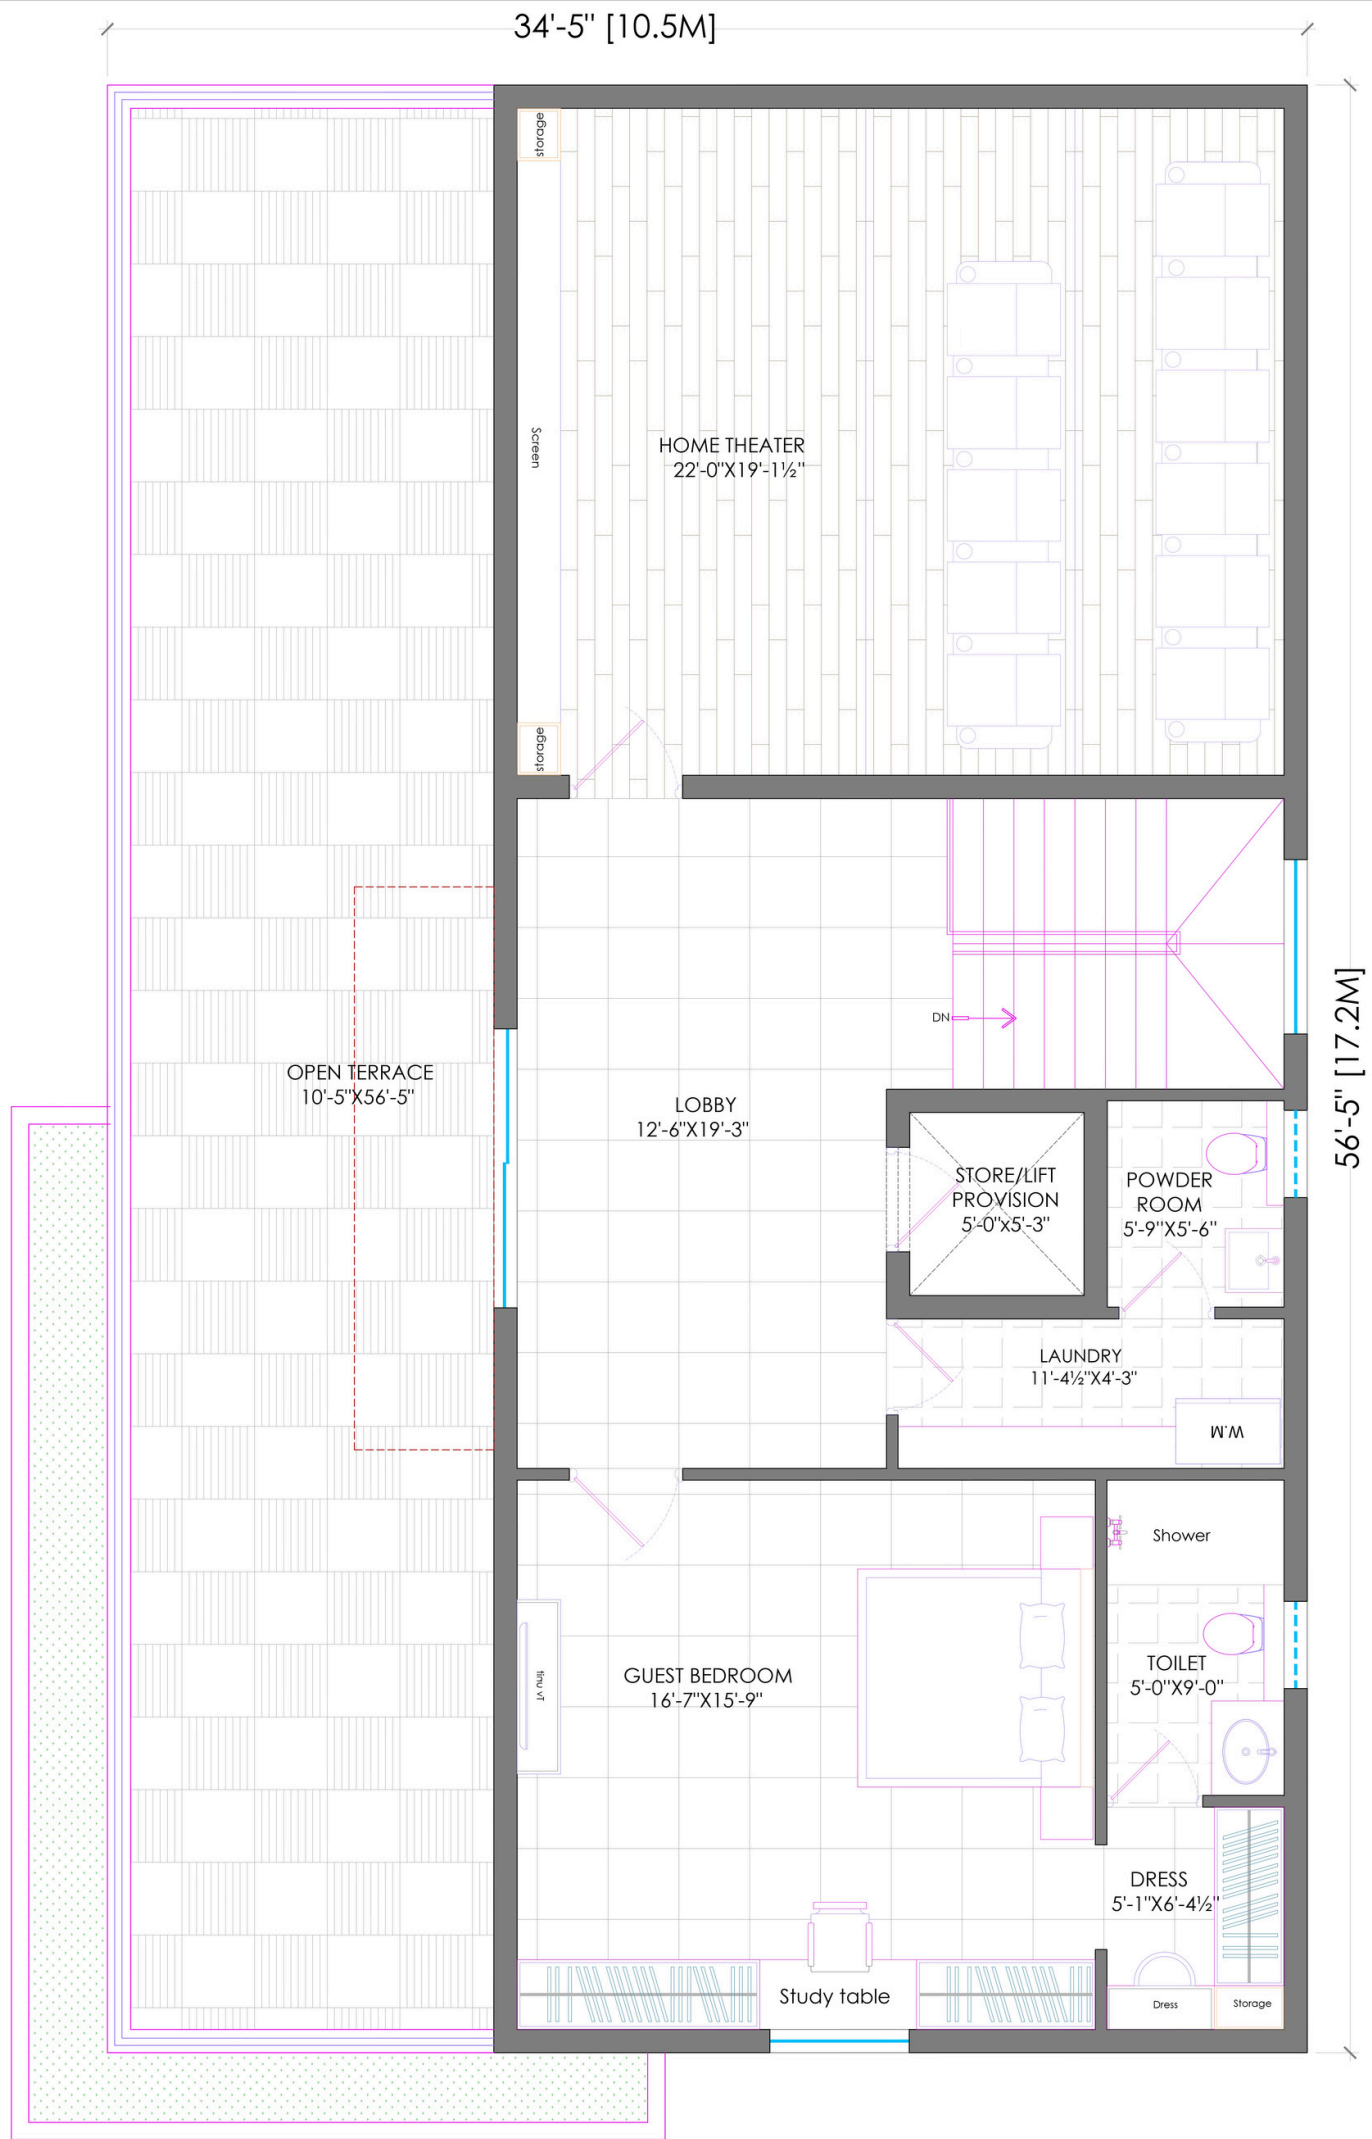 34'-5" [10.5M]
storage
Screen
HOME THEATER
22'-0"X19'-1½"
storage
56'-5" [17.2M]
DN
OPEN TERRACE
10'-5"X56'-5"
LOBBY
12'-6"X19'-3"
STORE/LIFT
PROVISION
5'-0"x5'-3"
POWDER
ROOM
5'-9"X5'-6"
LAUNDRY
11'-4½"X4'-3"
W.M
Shower
GUEST BEDROOM
16'-7"X15'-9"
TV unit
TOILET
5'-0"X9'-0"
DRESS
5'-1"X6'-4½"
Study table
Dress
Storage